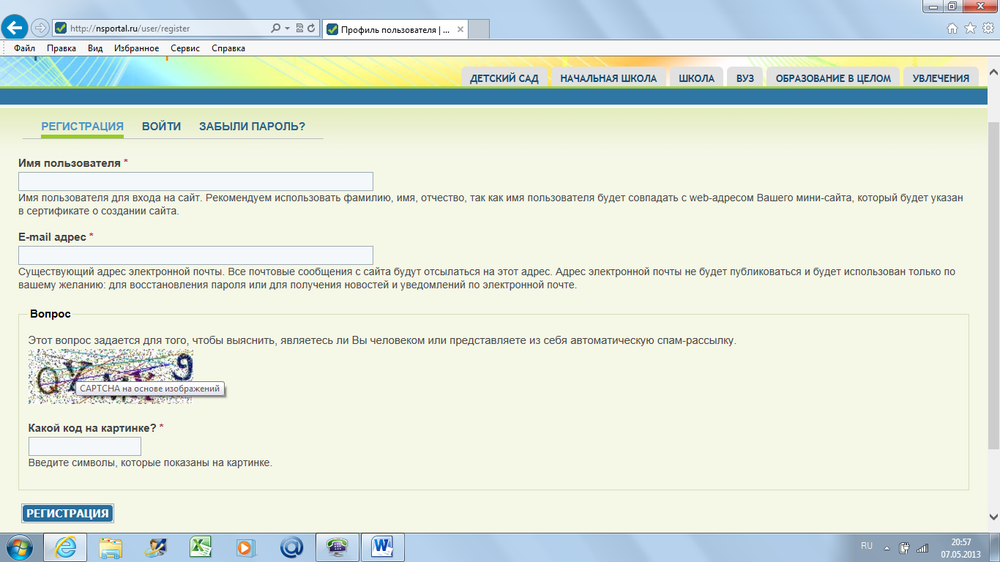 http://nsportal.ru/user/register
Профиль пользователя | ...
Файл Правка Вид Избранное Сервис Справка
ДЕТСКИЙ САД НАЧАЛЬНАЯ ШКОЛА ШКОЛА ВУЗ ОБРАЗОВАНИЕ В ЦЕЛОМ УВЛЕЧЕНИЯ
РЕГИСТРАЦИЯ ВОЙТИ ЗАБЫЛИ ПАРОЛЬ?
Имя пользователя *
Имя пользователя для входа на сайт. Рекомендуем использовать фамилию, имя, отчество, так как имя пользователя будет совпадать с web-адресом Вашего мини-сайта, который будет указан
в сертификате о создании сайта.
E-mail адрес *
Существующий адрес электронной почты. Все почтовые сообщения с сайта будут отсылаться на этот адрес. Адрес электронной почты не будет публиковаться и будет использован только по
вашему желанию: для восстановления пароля или для получения новостей и уведомлений по электронной почте.
Вопрос
Этот вопрос задается для того, чтобы выяснить, являетесь ли Вы человеком или представляете из себя автоматическую спам-рассылку.
CAPTCHA на основе изображений
Какой код на картинке? *
Введите символы, которые показаны на картинке.
РЕГИСТРАЦИЯ
RU
20:57
07.05.2013